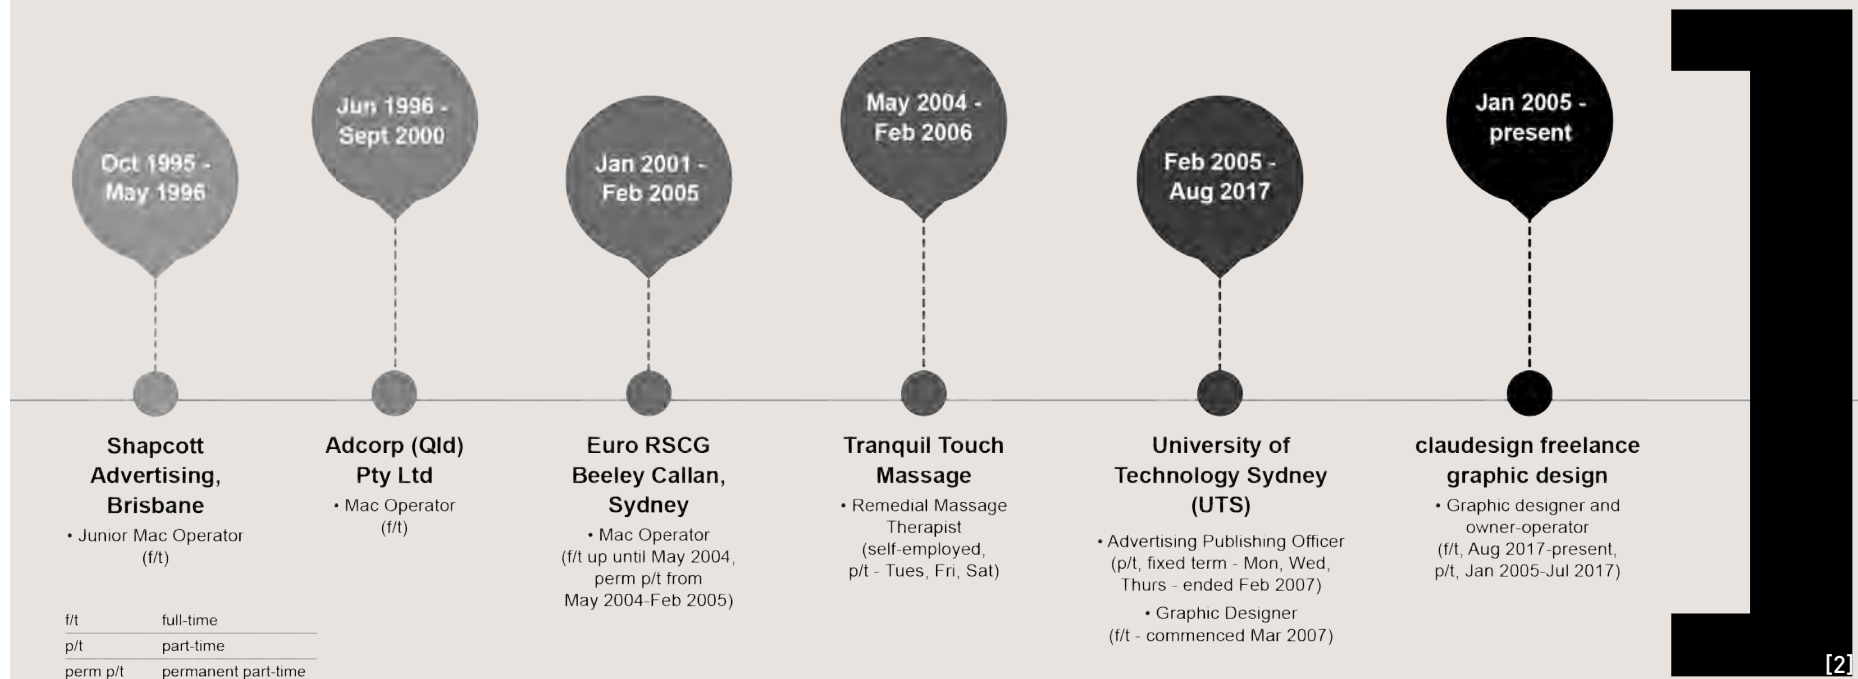 Oct 1995 -
May 1996
Jun 1996 -
Sept 2000
Jan 2001 -
Feb 2005
May 2004 -
Feb 2006
Feb 2005 -
Aug 2017
Jan 2005 -
present
Shapcott
Advertising,
Brisbane
• Junior Mac Operator
(f/t)
Adcorp (Qld)
Pty Ltd
• Mac Operator
(f/t)
Euro RSCG
Beeley Callan,
Sydney
• Mac Operator
(f/t up until May 2004,
perm p/t from
May 2004-Feb 2005)
Tranquil Touch
Massage
• Remedial Massage
Therapist
(self-employed,
p/t - Tues, Fri, Sat)
University of
Technology Sydney
(UTS)
• Advertising Publishing Officer
(p/t, fixed term - Mon, Wed,
Thurs - ended Feb 2007)
• Graphic Designer
(f/t - commenced Mar 2007)
claudesign freelance
graphic design
• Graphic designer and
owner-operator
(f/t, Aug 2017-present,
p/t, Jan 2005-Jul 2017)
f/t full-time
p/t part-time
perm p/t permanent part-time
[2]